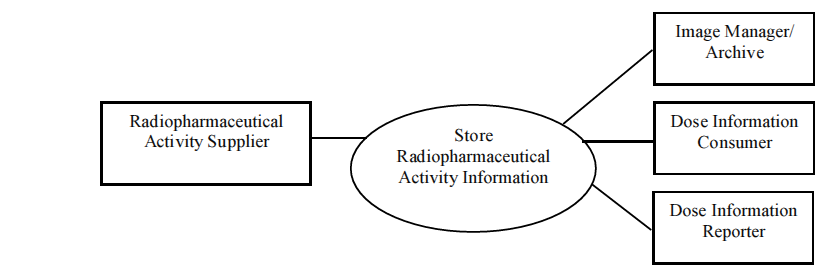 Radiopharmaceutical
Activity Supplier
Store
Radiopharmaceutical
Activity Information
Image Manager/
Archive
Dose Information
Consumer
Dose Information
Reporter